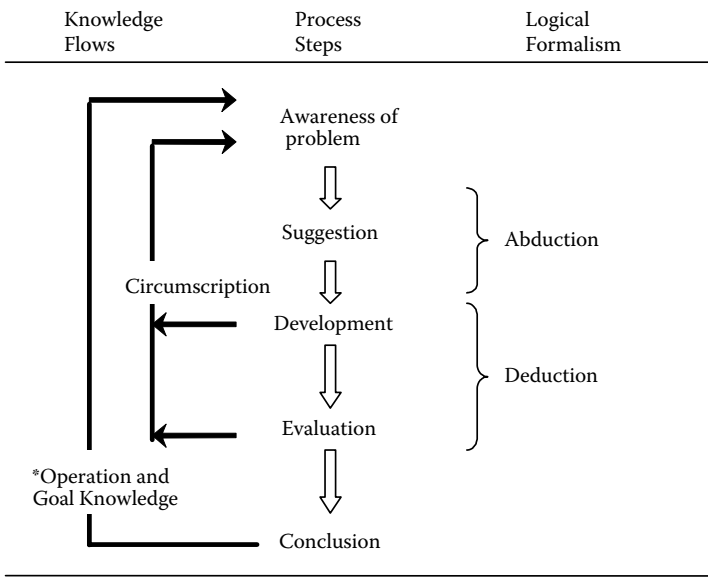 Knowledge
Flows
Process
Steps
Logical
Formalism
Awareness of
problem
Suggestion
Abduction
Circumscription
Development
Deduction
Evaluation
*Operation and
Goal Knowledge
Conclusion